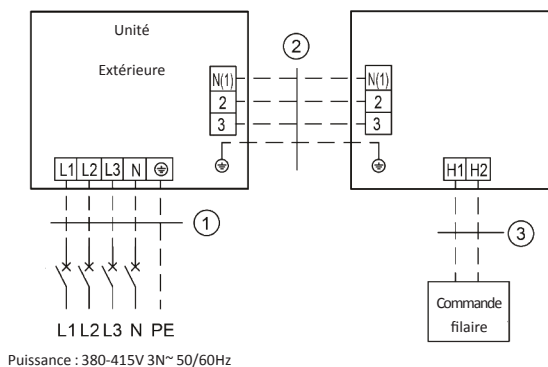 Unité
Extérieure
N(1)
2
3
N(1)
2
3
2
L1 L2 L3 N
H1 H2
1
3
L1 L2 L3 N PE
Commande
filaire
Puissance : 380-415V 3N~ 50/60Hz